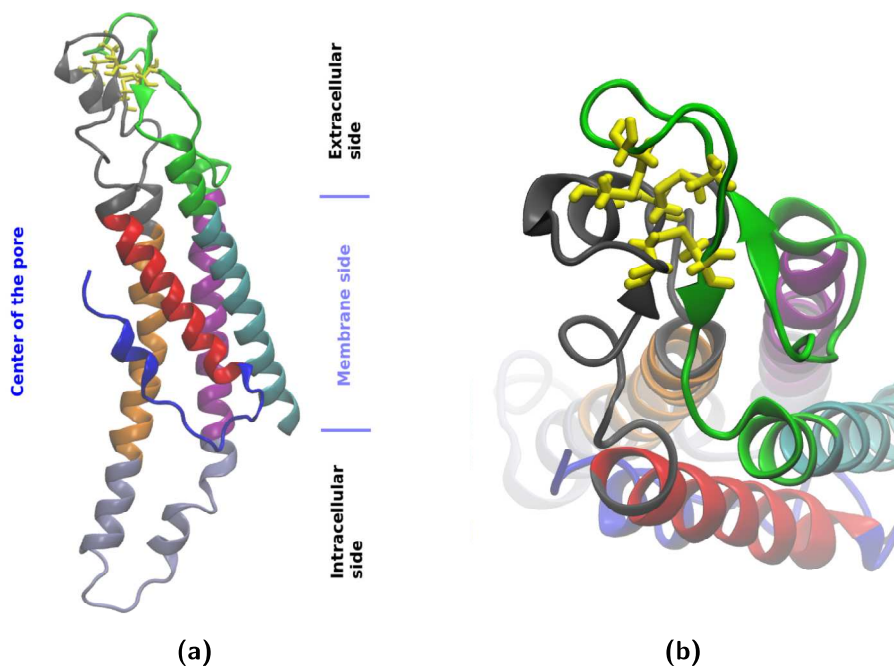 Center of the pore
Extracellular
side
Membrane side
Intracellular
side
(a)
(b)